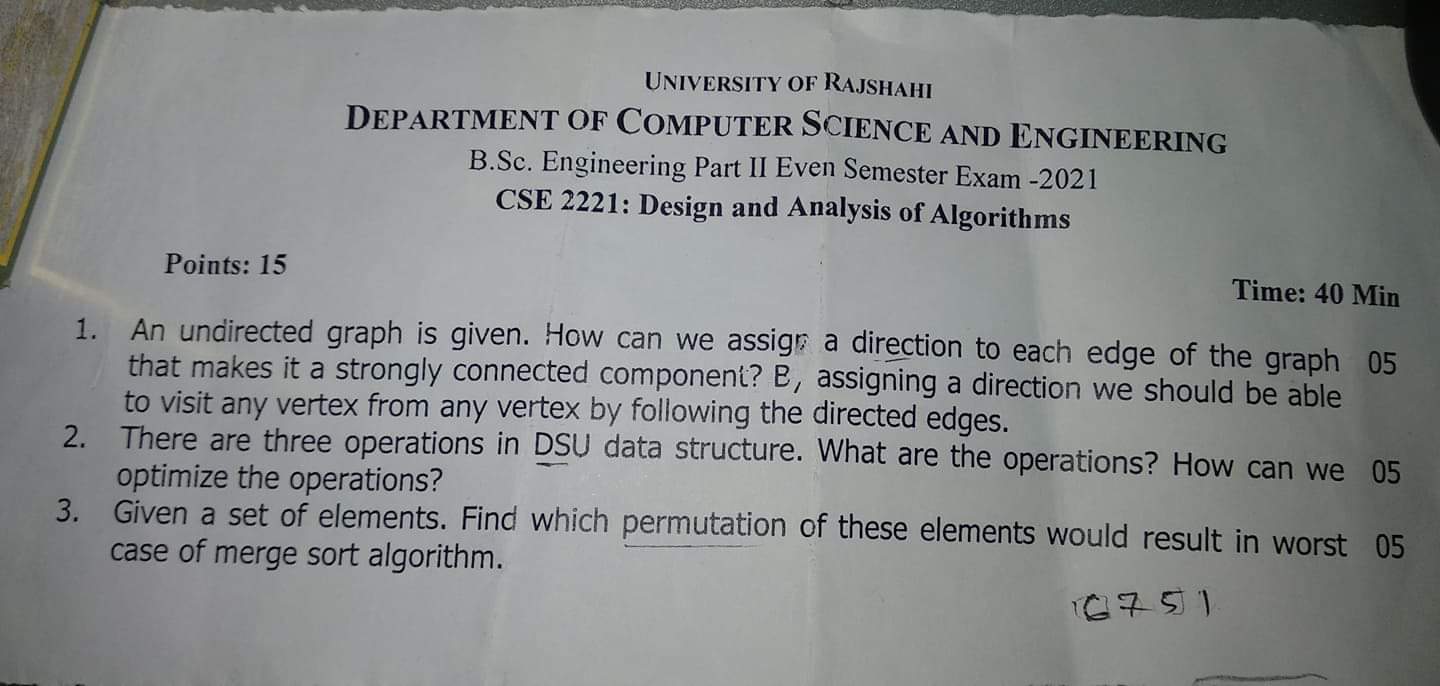 UNIVERSITY OF RAJSHAHI
DEPARTMENT OF COMPUTER SCIENCE AND ENGINEERING
B.Sc. Engineering Part II Even Semester Exam -2021
CSE 2221: Design and Analysis of Algorithms
Points: 15
Time: 40 Min
1. An undirected graph is given. How can we assign a direction to each edge of the graph 05
that makes it a strongly connected component? B, assigning a direction we should be able
to visit any vertex from any vertex by following the directed edges.
2. There are three operations in DSU data structure. What are the operations? How can we 05
optimize the operations?
3. Given a set of elements. Find which permutation of these elements would result in worst 05
case of merge sort algorithm.